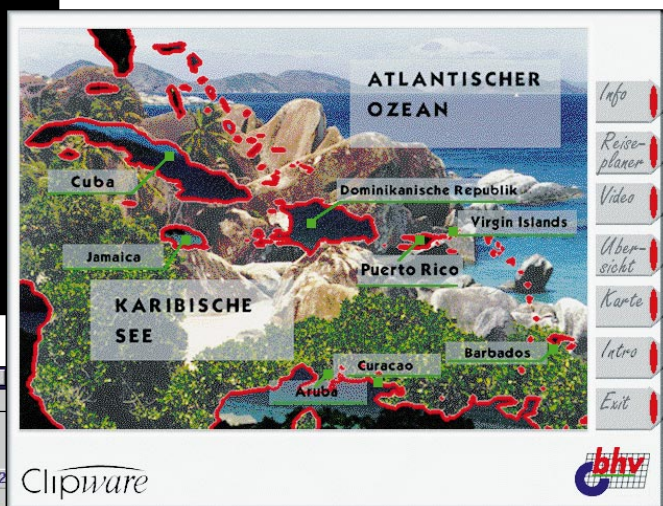 ATLANTISCHER
OZEAN
Cuba
Dominikanische Republik
Virgin Islands
Jamaica
Puerto Rico
KARIBISCHE
SEE
Barbados
Curacao
Aruba
Info
Reise-
planer
Video
Über-
sicht
Karte
Intro
Exit
Clipware
bhv
2